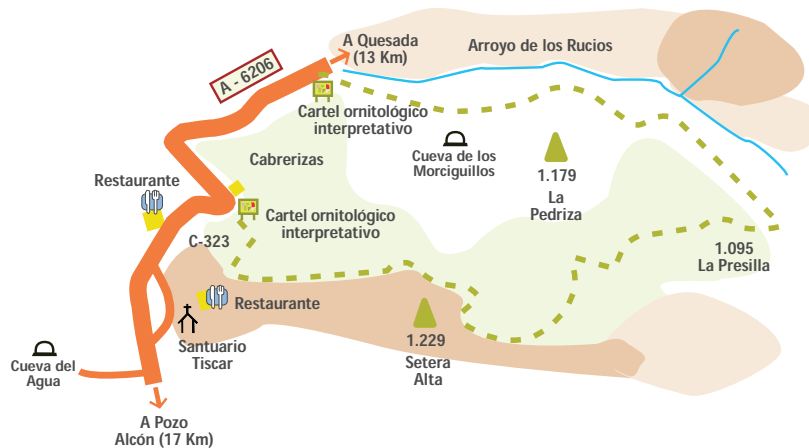 A Quesada
(13 Km)
Arroyo de los Rucios
A - 6206
Cartel ornitológico
interpretativo
Cueva de los
Morciguillos
Cabrerizas
1.179
La
Pedriza
Restaurante
Cartel ornitológico
interpretativo
C-323
1.095
La Presilla
Restaurante
Santuario
Tiscar
1.229
Setera
Alta
Cueva del
Agua
A Pozo
Alcón (17 Km)